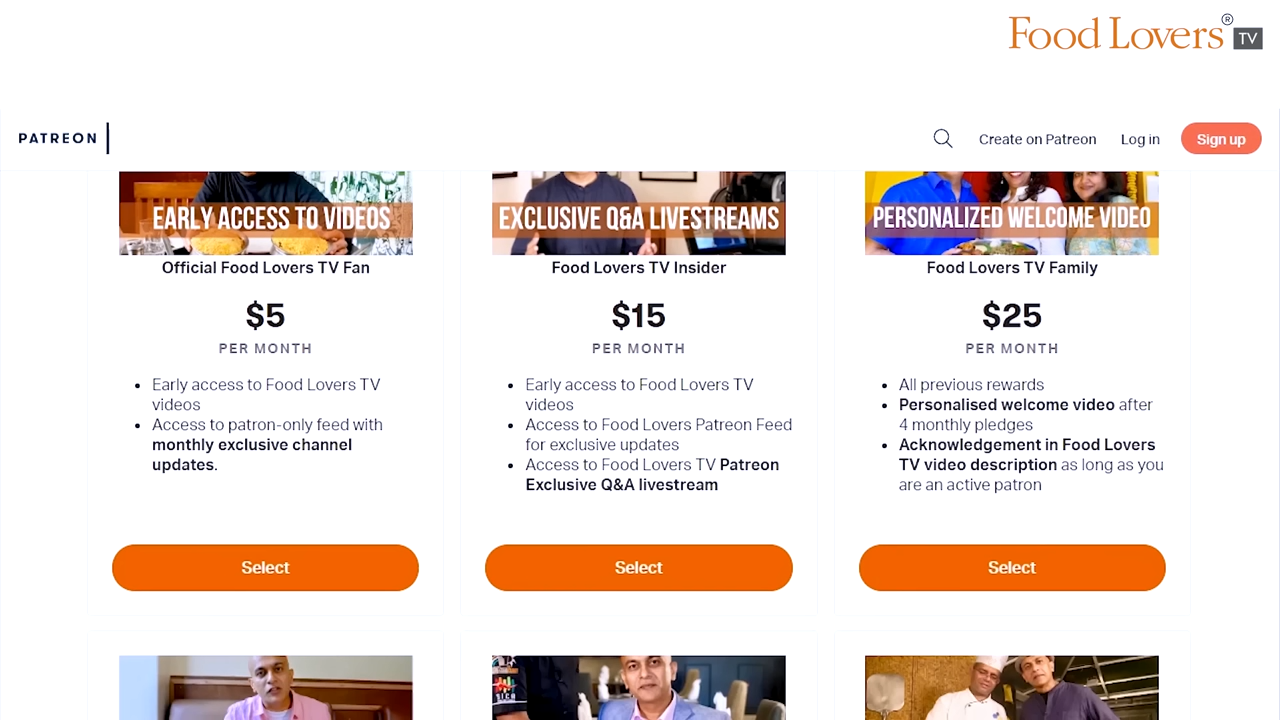 Food Lovers®
TV
PATREON
Create on Patreon
Log in
Sign up
EARLY ACCESS TO VIDEOS
Official Food Lovers TV Fan
$5
PER MONTH
• Early access to Food Lovers TV
videos
• Access to patron-only feed with
monthly exclusive channel
updates.
Select
EXCLUSIVE Q&A LIVESTREAMS
Food Lovers TV Insider
$15
PER MONTH
• Early access to Food Lovers TV
videos
• Access to Food Lovers Patreon Feed
for exclusive updates
• Access to Food Lovers TV Patreon
Exclusive Q&A livestream
Select
PERSONALIZED WELCOME VIDEO
Food Lovers TV Family
$25
PER MONTH
• All previous rewards
• Personalised welcome video after
4 monthly pledges
• Acknowledgement in Food Lovers
TV video description as long as you
are an active patron
Select